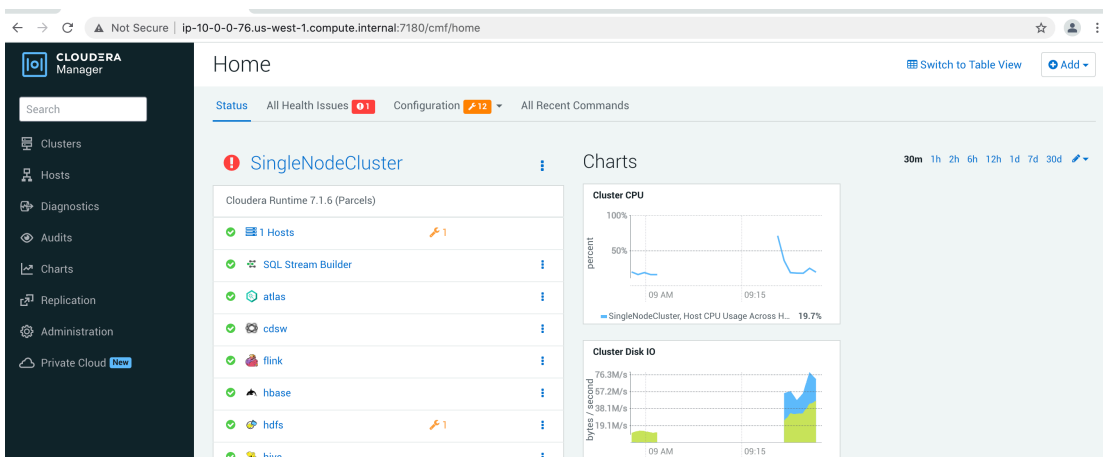 Not Secure | ip-10-0-0-76.us-west-1.compute.internal:7180/cmf/home
CLOUDERA
Manager
Search
Clusters
Hosts
Diagnostics
Audits
Charts
Replication
Administration
Private Cloud New
Home
Switch to Table View
Add
Status All Health Issues 1 Configuration 12 All Recent Commands
SingleNodeCluster
Cloudera Runtime 7.1.6 (Parcels)
1 Hosts 1
SQL Stream Builder
atlas
cdsw
flink
hbase
hdfs 1
Charts
30m 1h 2h 6h 12h 1d 7d 30d
Cluster CPU
percent
100%
50%
09 AM 09:15
SingleNodeCluster, Host CPU Usage Across H... 19.7%
Cluster Disk IO
bytes / second
76.3M/s
57.2M/s
38.1M/s
19.1M/s
09 AM 09:15